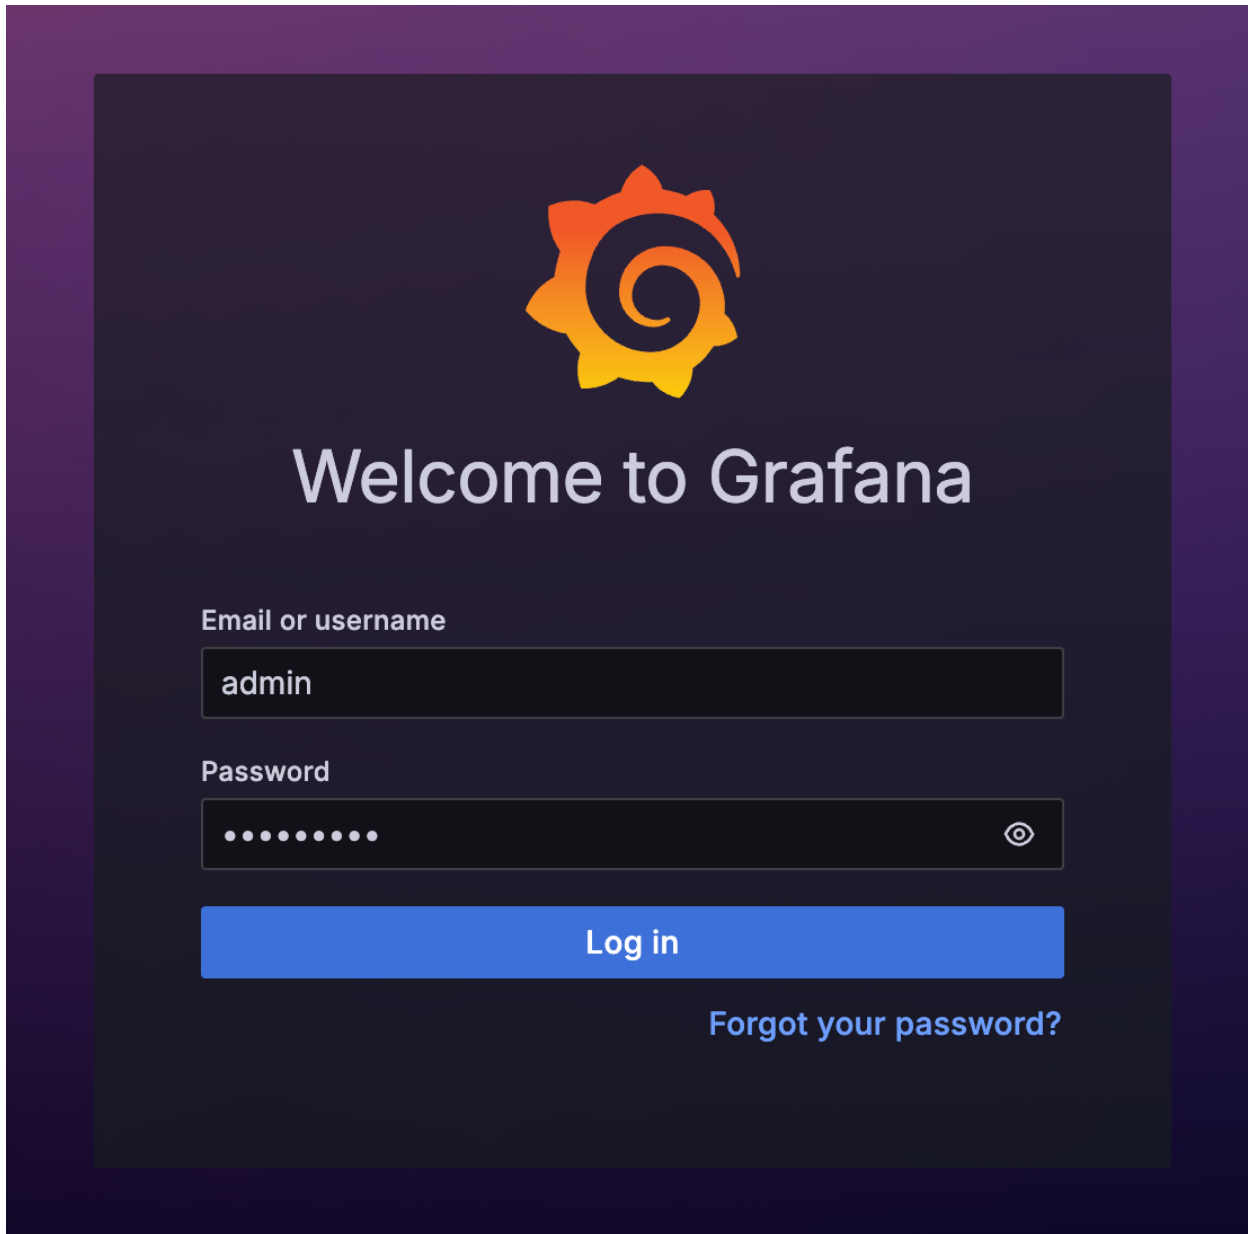 Welcome to Grafana
Email or username
admin
Password
•••••••••
Log in
Forgot your password?